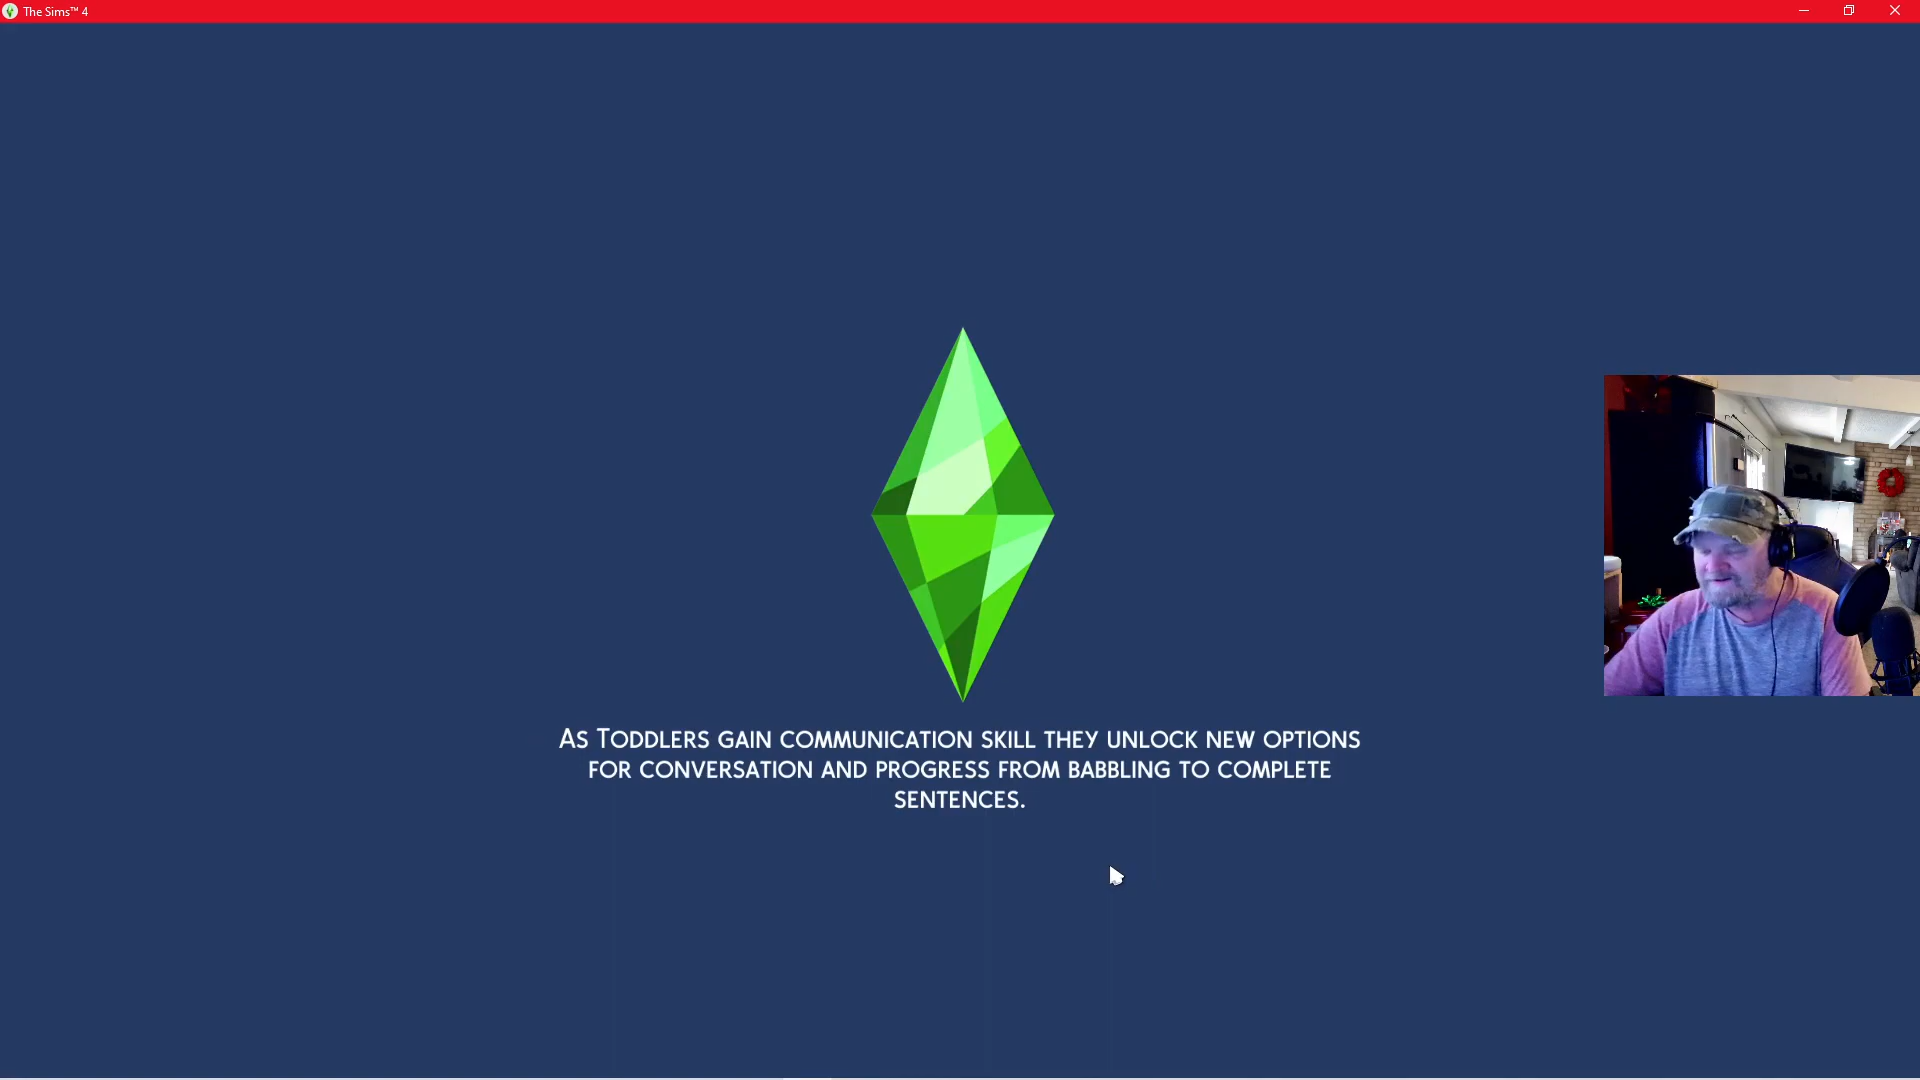 The Sims™ 4
As Toddlers gain communication skill they unlock new options
for conversation and progress from babbling to complete
sentences.